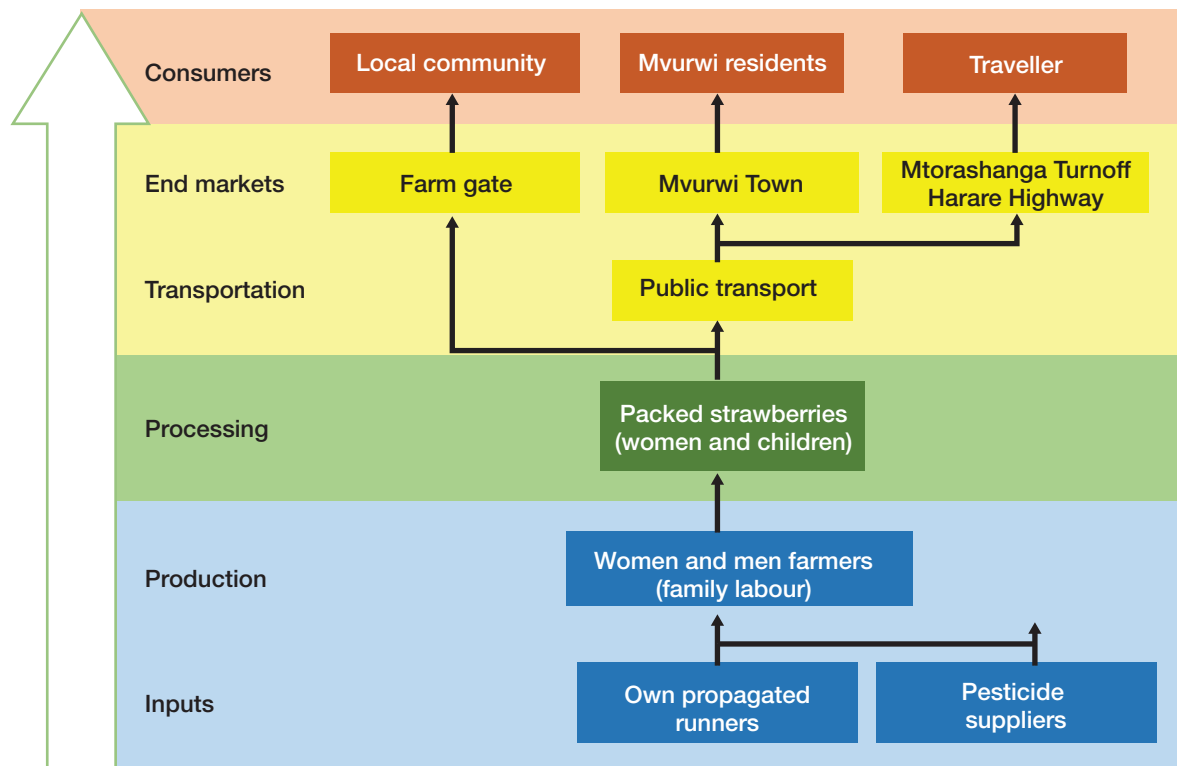 Consumers
Local community
Mvurwi residents
Traveller
End markets
Farm gate
Mvurwi Town
Mtorashanga Turnoff
Harare Highway
Transportation
Public transport
Processing
Packed strawberries
(women and children)
Production
Women and men farmers
(family labour)
Inputs
Own propagated
runners
Pesticide
suppliers